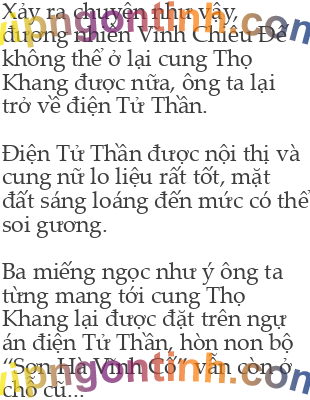 Xảy ra chuyện như vậy,
đương nhiên Vĩnh Chiêu Đế
không thể ở lại cung Thọ
Khang được nữa, ông ta lại
trở về điện Tử Thần.
Điện Tử Thần được nội thị và
cung nữ lo liệu rất tốt, mặt
đất sáng loáng đến mức có thể
soi gương.
Ba miếng ngọc như ý ông ta
từng mang tới cung Thọ
Khang lại được đặt trên ngự
án điện Tử Thần, hòn non bộ
“Sơn Hà Vĩnh Cố” vẫn còn ở
chỗ cũ...
vipngontinh.com
vipngontinh.com